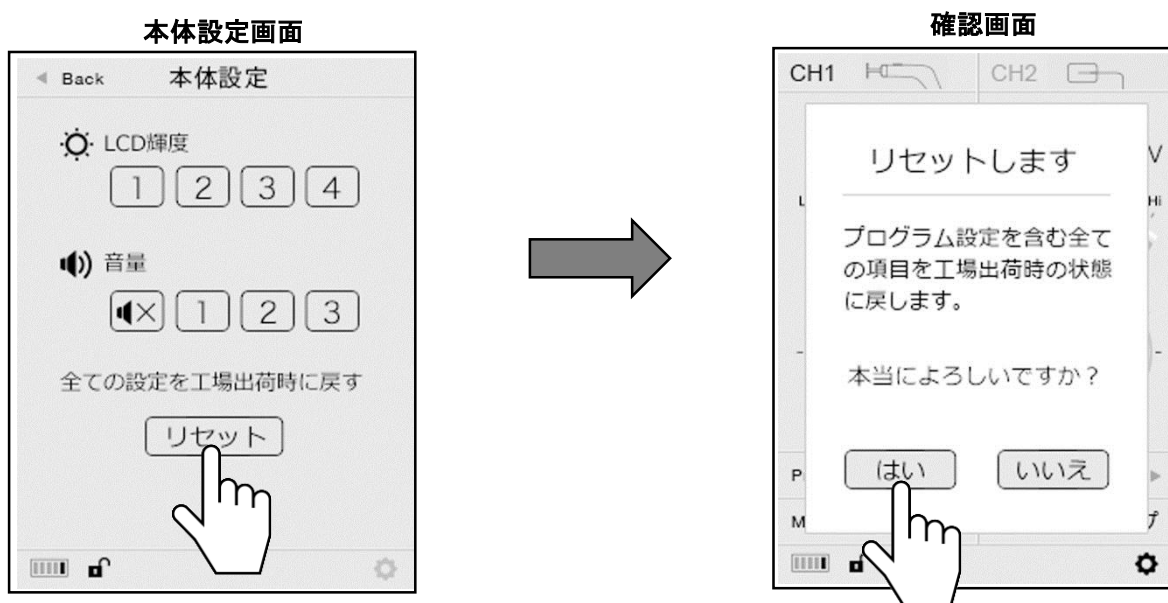 本体設定画面
Back 本体設定
LCD輝度
1 2 3 4
音量
1 2 3
全ての設定を工場出荷時に戻す
リセット
確認画面
CH1 CH2
リセットします
V
L Hi
プログラム設定を含む全て
の項目を工場出荷時の状態
に戻します。
本当によろしいですか？
はい いいえ
P
M プ